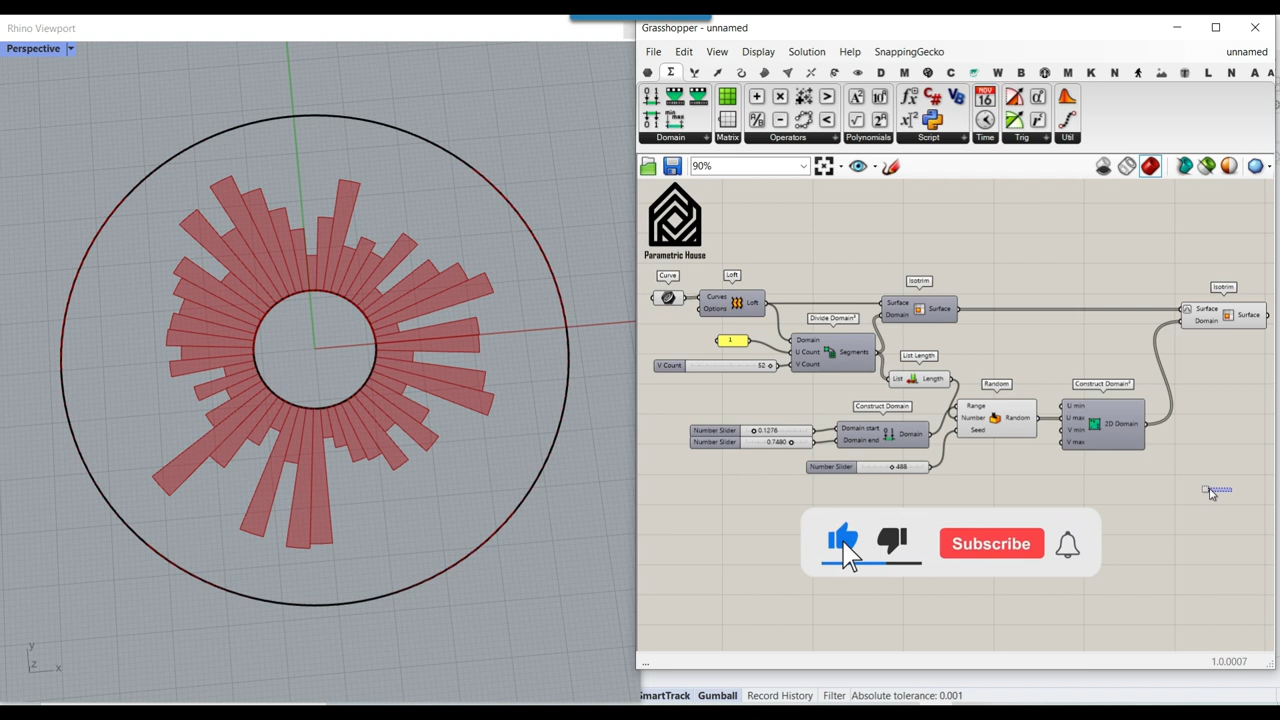 Rhino Viewport
Perspective
Grasshopper - unnamed
File Edit View Display Solution Help SnappingGecko unnamed
D M C W B M K N L N A A
NOV
16
Domain Matrix Operators Polynomials Script Time Trig Util
90%
Parametric House
Curve
Loft
Curves
Options
Loft
Isotrim
Surface
Domain
Surface
Isotrim
Surface
Domain
Surface
Divide Domain²
Domain
U Count
V Count
Segments
1
V Count 52
List Length
List Length
Random
Range
Number
Seed
Random
Construct Domain²
U min
U max
V min
V max
2D Domain
Construct Domain
Number Slider 0.1276
Number Slider 0.7480
Domain start
Domain end
Domain
Number Slider 488
Subscribe
y
z x
... 1.0.0007
SmartTrack Gumball Record History Filter Absolute tolerance: 0.001